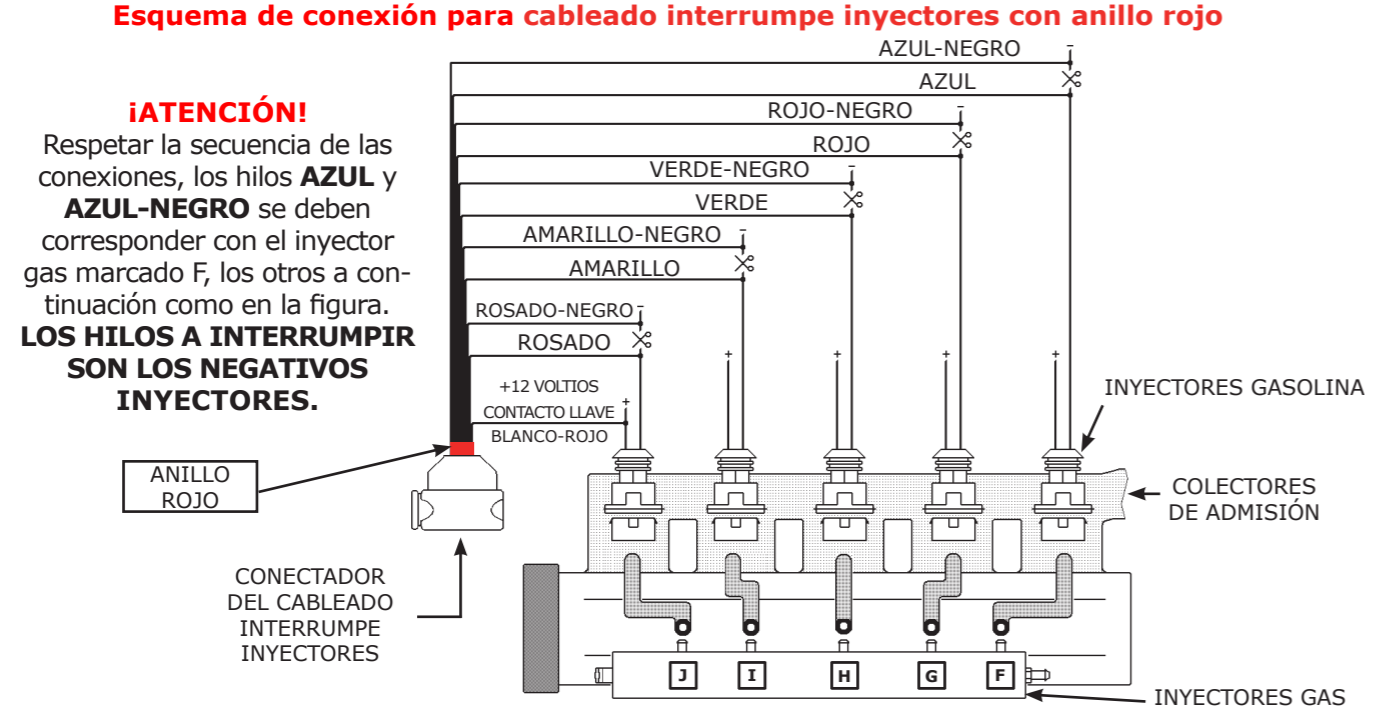 Esquema de conexión para cableado interrumpe inyectores con anillo rojo
¡ATENCIÓN!
Respetar la secuencia de las
conexiones, los hilos AZUL y
AZUL-NEGRO se deben
corresponder con el inyector
gas marcado F, los otros a con-
tinuación como en la figura.
LOS HILOS A INTERRUMPIR
SON LOS NEGATIVOS
INYECTORES.
AZUL-NEGRO
-
AZUL
ROJO-NEGRO
-
ROJO
VERDE-NEGRO
-
VERDE
AMARILLO-NEGRO
-
AMARILLO
ROSADO-NEGRO
-
ROSADO
+12 VOLTIOS
CONTACTO LLAVE
BLANCO-ROJO
+
+
+
+
+
INYECTORES GASOLINA
ANILLO
ROJO
COLECTORES
DE ADMISIÓN
CONECTADOR
DEL CABLEADO
INTERRUMPE
INYECTORES
J
I
H
G
F
INYECTORES GAS